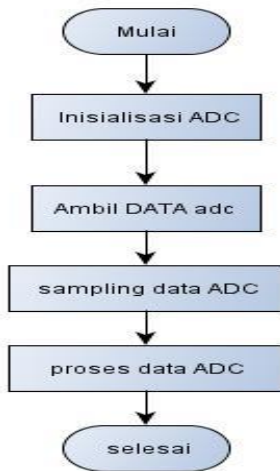 Mulai
Inisialisasi ADC
Ambil DATA adc
sampling data ADC
proses data ADC
selesai